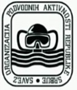 SAVEZ ORGANIZACIJA PODVODNIH AKTIVNOSTI REPUBLIKE SRBIJE